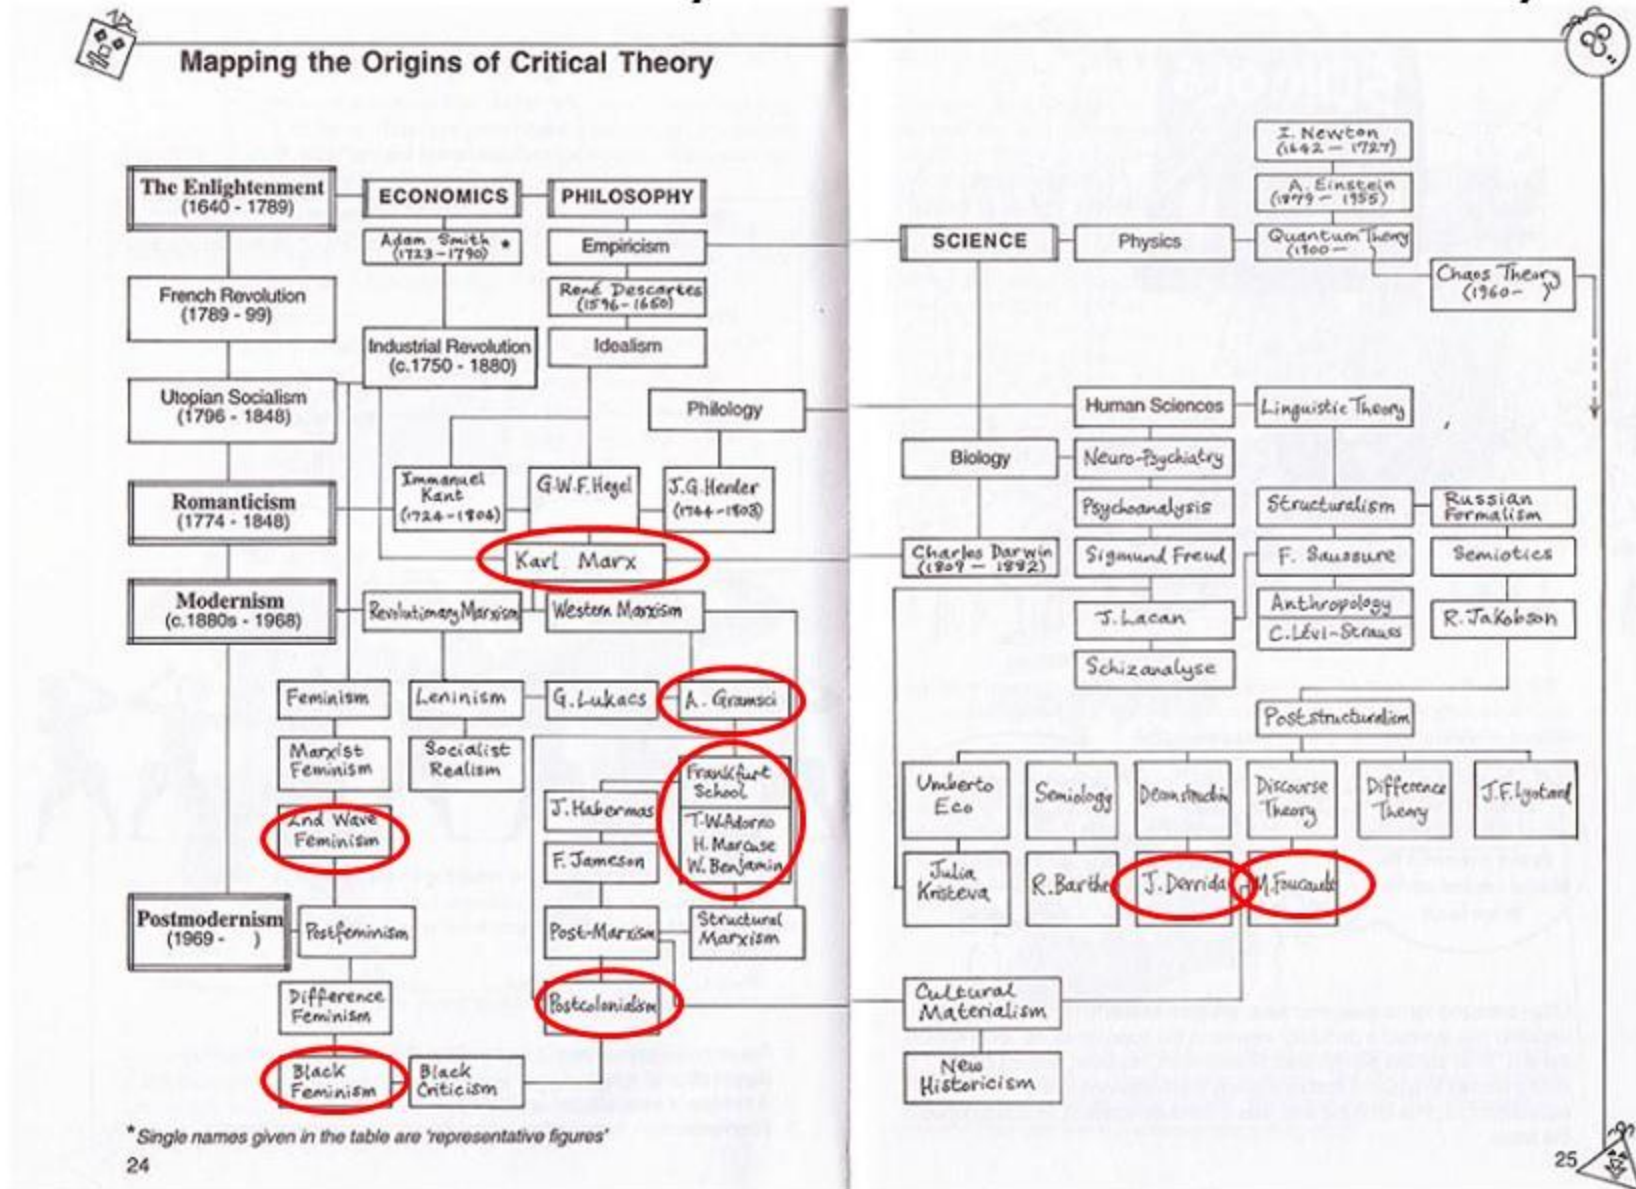 Mapping the Origins of Critical Theory
The Enlightenment
(1640 - 1789)
ECONOMICS
PHILOSOPHY
Adam Smith *
(1723-1790)
Empiricism
French Revolution
(1789 - 99)
René Descartes
(1596-1650)
Industrial Revolution
(c.1750 - 1880)
Idealism
Utopian Socialism
(1796 - 1848)
Philology
Romanticism
(1774 - 1848)
Immanuel
Kant
(1724-1804)
G.W.F. Hegel
J.G. Herder
(1744-1803)
Karl Marx
Modernism
(c.1880s - 1968)
Revolutionary Marxism
Western Marxism
Feminism
Leninism
G. Lukacs
A. Gramsci
Marxist
Feminism
Socialist
Realism
Frankfurt
School
T.W. Adorno
H. Marcuse
W. Benjamin
J. Habermas
2nd Wave
Feminism
F. Jameson
Postmodernism
(1969 - )
Postfeminism
Post-Marxism
Structural
Marxism
Difference
Feminism
Postcolonialism
Black
Feminism
Black
Criticism
* Single names given in the table are 'representative figures'
24
I. Newton
(1642 - 1727)
A. Einstein
(1879 - 1955)
SCIENCE
Physics
Quantum Theory
(1900 -
Chaos Theory
(1960- )
Human Sciences
Linguistic Theory
Biology
Neuro-Psychiatry
Psychoanalysis
Structuralism
Russian
Formalism
Charles Darwin
(1809 - 1882)
Sigmund Freud
F. Saussure
Semiotics
J. Lacan
Anthropology
C. Lévi-Strauss
R. Jakobson
Schizanalyse
Poststructuralism
Umberto
Eco
Semiology
Deconstruction
Discourse
Theory
Difference
Theory
J.F. Lyotard
Julia
Kristeva
R. Barthe
J. Derrida
M. Foucault
Cultural
Materialism
New
Historicism
25